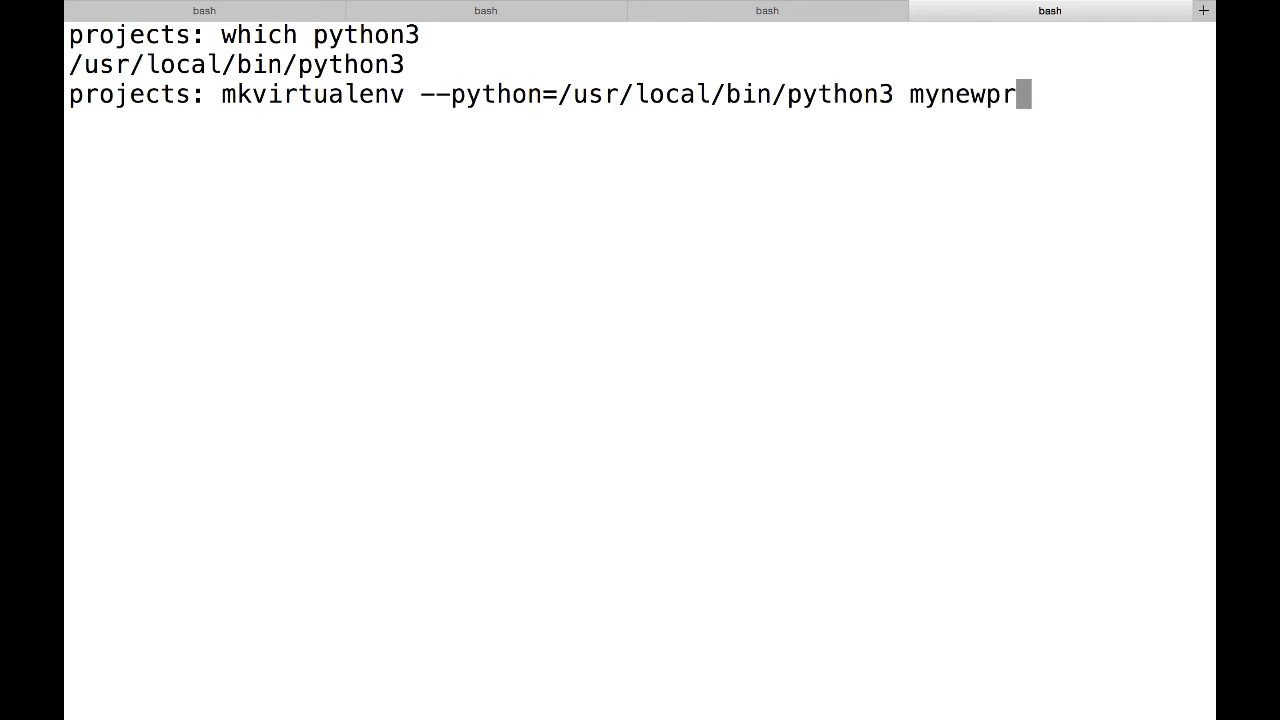 bash bash bash bash +
projects: which python3
/usr/local/bin/python3
projects: mkvirtualenv --python=/usr/local/bin/python3 mynewpr